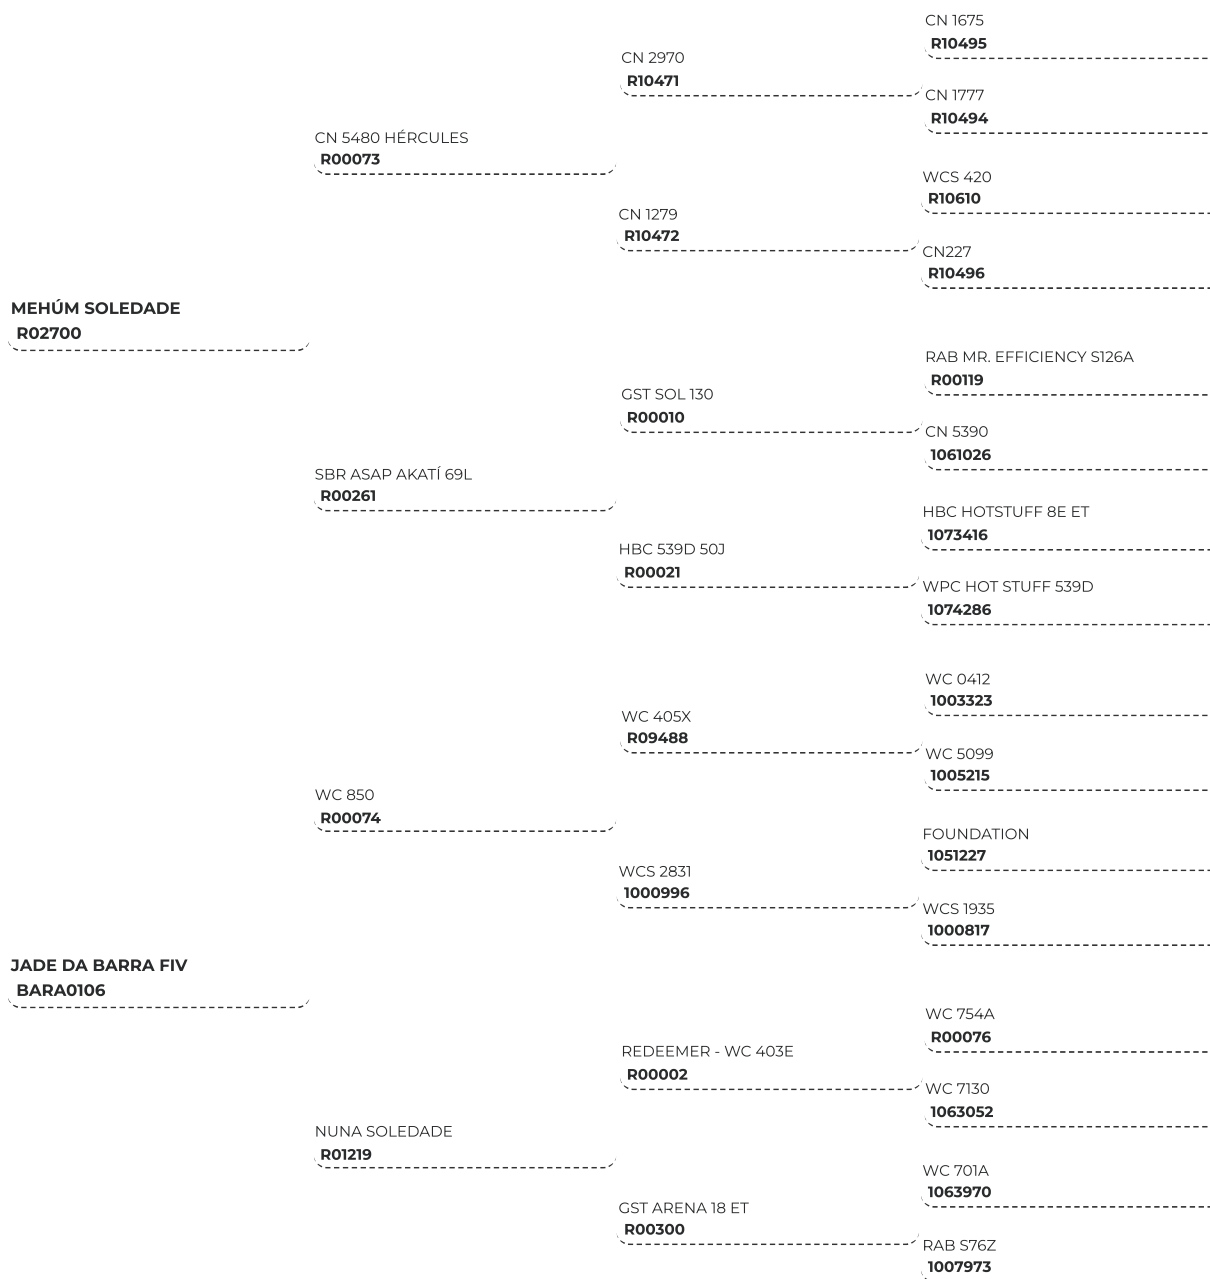 CN 1675
R10495
CN 2970
R10471
CN 1777
R10494
CN 5480 HÉRCULES
R00073
WCS 420
R10610
CN 1279
R10472
CN227
R10496
MEHÚM SOLEDADE
R02700
RAB MR. EFFICIENCY S126A
R00119
GST SOL 130
R00010
CN 5390
1061026
SBR ASAP AKATÍ 69L
R00261
HBC HOTSTUFF 8E ET
1073416
HBC 539D 50J
R00021
WPC HOT STUFF 539D
1074286
WC 0412
1003323
WC 405X
R09488
WC 5099
1005215
WC 850
R00074
FOUNDATION
1051227
WCS 2831
1000996
WCS 1935
1000817
JADE DA BARRA FIV
BARA0106
WC 754A
R00076
REDEEMER - WC 403E
R00002
WC 7130
1063052
NUNA SOLEDADE
R01219
WC 701A
1063970
GST ARENA 18 ET
R00300
RAB S76Z
1007973